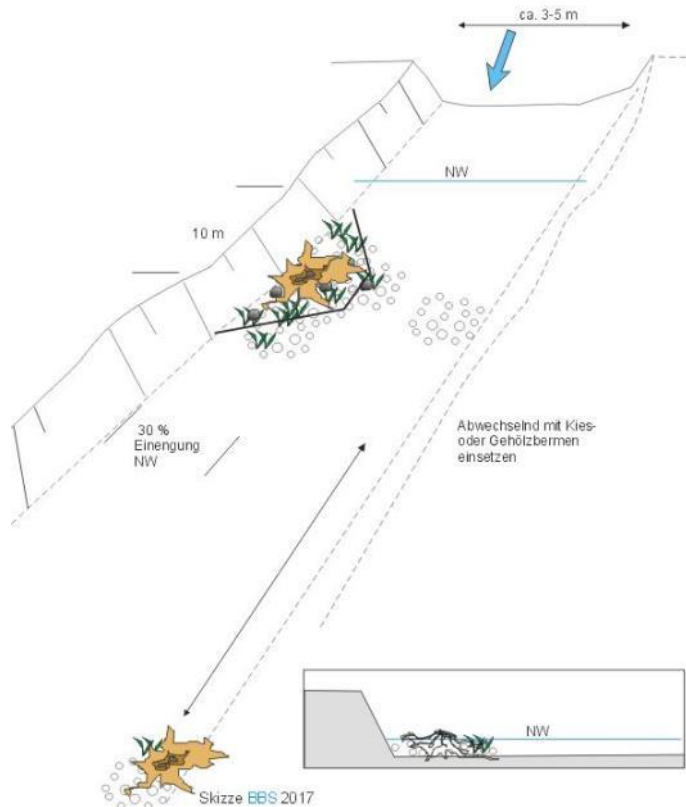 ca. 3-5 m
NW
10 m
30 %
Einengung
NW
Abwechselnd mit Kies-
oder Gehölzbermen
einsetzen
NW
Skizze BBS 2017